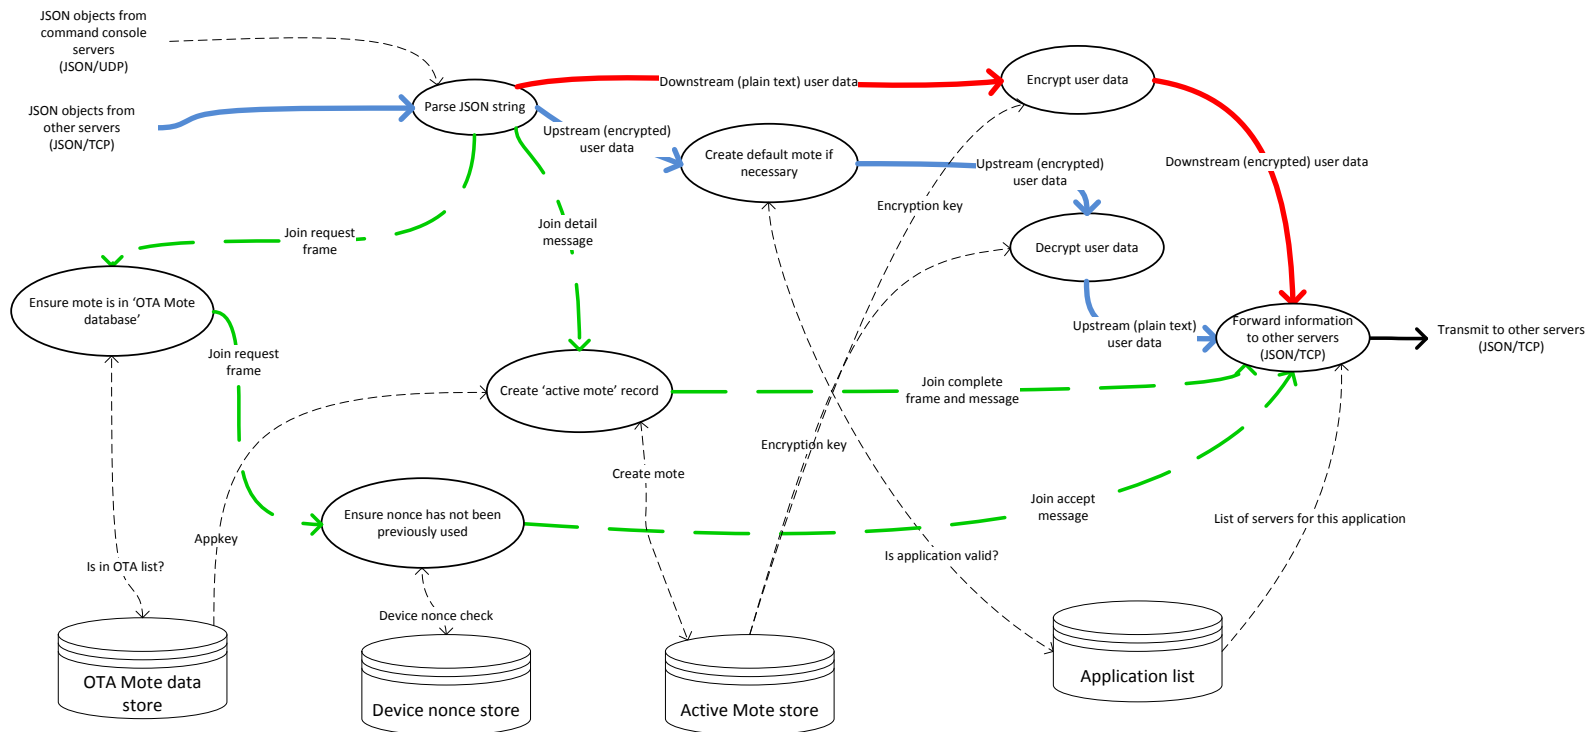 JSON objects from
command console
servers
(JSON/UDP)
JSON objects from
other servers
(JSON/TCP)
Parse JSON string
Downstream (plain text) user data
Encrypt user data
Upstream (encrypted)
user data
Create default mote if
necessary
Upstream (encrypted)
user data
Downstream (encrypted) user data
Encryption key
Join detail
message
Join request
frame
Decrypt user data
Ensure mote is in ‘OTA Mote
database’
Join request
frame
Upstream (plain text)
user data
Forward information
to other servers
(JSON/TCP)
Transmit to other servers
(JSON/TCP)
Create ‘active mote’ record
Join complete
frame and message
Encryption key
Create mote
Join accept
message
Ensure nonce has not been
previously used
List of servers for this application
Appkey
Is application valid?
Is in OTA list?
Device nonce check
OTA Mote data
store
Device nonce store
Active Mote store
Application list